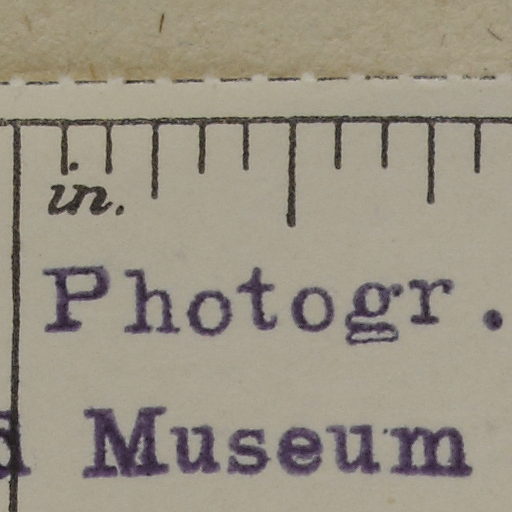 in.
Photogr.
d Museum